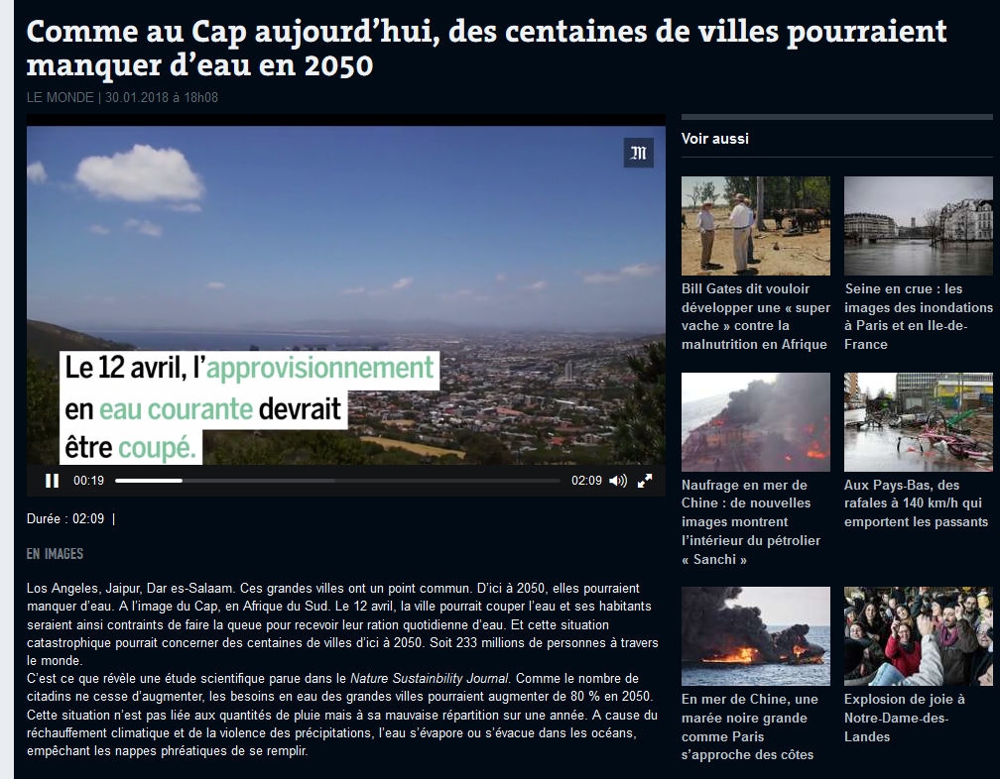 Comme au Cap aujourd’hui, des centaines de villes pourraient
manquer d’eau en 2050
LE MONDE | 30.01.2018 à 18h08
M
Le 12 avril, l’approvisionnement
en eau courante devrait
être coupé.
00:19
02:09
Durée : 02:09 |
EN IMAGES
Los Angeles, Jaipur, Dar es-Salaam. Ces grandes villes ont un point commun. D’ici à 2050, elles pourraient
manquer d’eau. A l’image du Cap, en Afrique du Sud. Le 12 avril, la ville pourrait couper l’eau et ses habitants
seraient ainsi contraints de faire la queue pour recevoir leur ration quotidienne d’eau. Et cette situation
catastrophique pourrait concerner des centaines de villes d’ici à 2050. Soit 233 millions de personnes à travers
le monde.
C’est ce que révèle une étude scientifique parue dans le Nature Sustainbility Journal. Comme le nombre de
citadins ne cesse d’augmenter, les besoins en eau des grandes villes pourraient augmenter de 80 % en 2050.
Cette situation n’est pas liée aux quantités de pluie mais à sa mauvaise répartition sur une année. A cause du
réchauffement climatique et de la violence des précipitations, l’eau s’évapore ou s’évacue dans les océans,
empêchant les nappes phréatiques de se remplir.
Voir aussi
Bill Gates dit vouloir
développer une « super
vache » contre la
malnutrition en Afrique
Seine en crue : les
images des inondations
à Paris et en Ile-de-
France
Naufrage en mer de
Chine : de nouvelles
images montrent
l’intérieur du pétrolier
« Sanchi »
Aux Pays-Bas, des
rafales à 140 km/h qui
emportent les passants
En mer de Chine, une
marée noire grande
comme Paris
s’approche des côtes
Explosion de joie à
Notre-Dame-des-
Landes